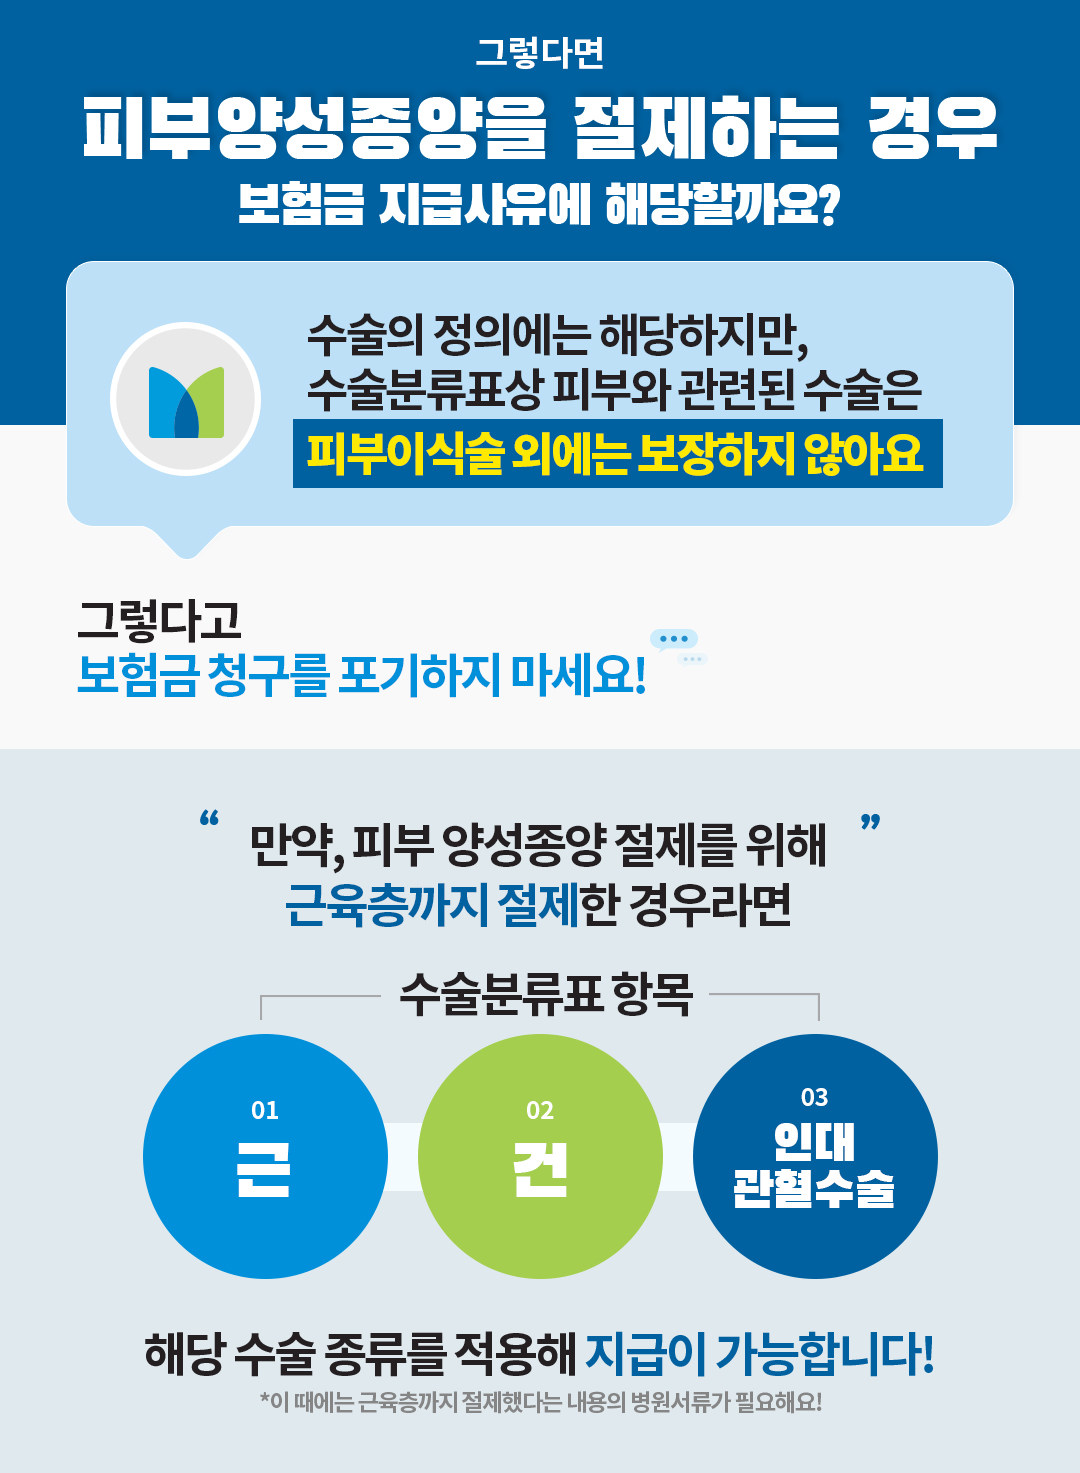 그렇다면
피부양성종양을 절제하는 경우
보험금 지급사유에 해당할까요?
수술의 정의에는 해당하지만,
수술분류표상 피부와 관련된 수술은
피부이식술 외에는 보장하지 않아요
그렇다고
보험금 청구를 포기하지 마세요!
“ 만약, 피부 양성종양 절제를 위해 ”
근육층까지 절제한 경우라면
수술분류표 항목
01
근
02
건
03
인대
관혈수술
해당 수술 종류를 적용해 지급이 가능합니다!
*이 때에는 근육층까지 절제했다는 내용의 병원서류가 필요해요!